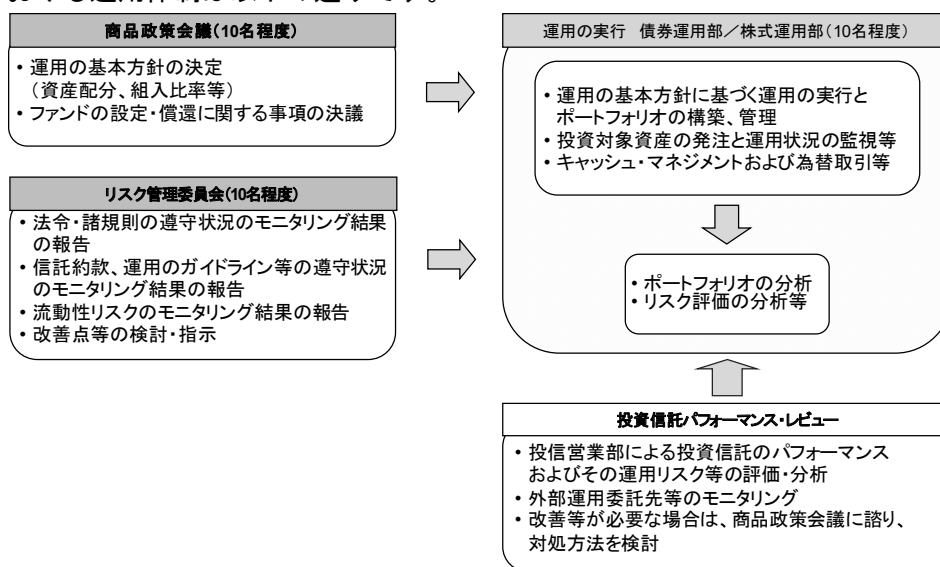 商品政策会議(10名程度)
・運用の基本方針の決定
(資産配分、組入比率等)
・ファンドの設定・償還に関する事項の決議
リスク管理委員会(10名程度)
・法令・諸規則の遵守状況のモニタリング結果
の報告
・信託約款、運用のガイドライン等の遵守状況
のモニタリング結果の報告
・流動性リスクのモニタリング結果の報告
・改善点等の検討・指示
運用の実行 債券運用部/株式運用部(10名程度)
・運用の基本方針に基づく運用の実行と
ポートフォリオの構築、管理
・投資対象資産の発注と運用状況の監視等
・キャッシュ・マネジメントおよび為替取引等
・ポートフォリオの分析
・リスク評価の分析等
投資信託パフォーマンス・レビュー
・投信営業部による投資信託のパフォーマンス
およびその運用リスク等の評価・分析
・外部運用委託先等のモニタリング
・改善等が必要な場合は、商品政策会議に諮り、
対処方法を検討